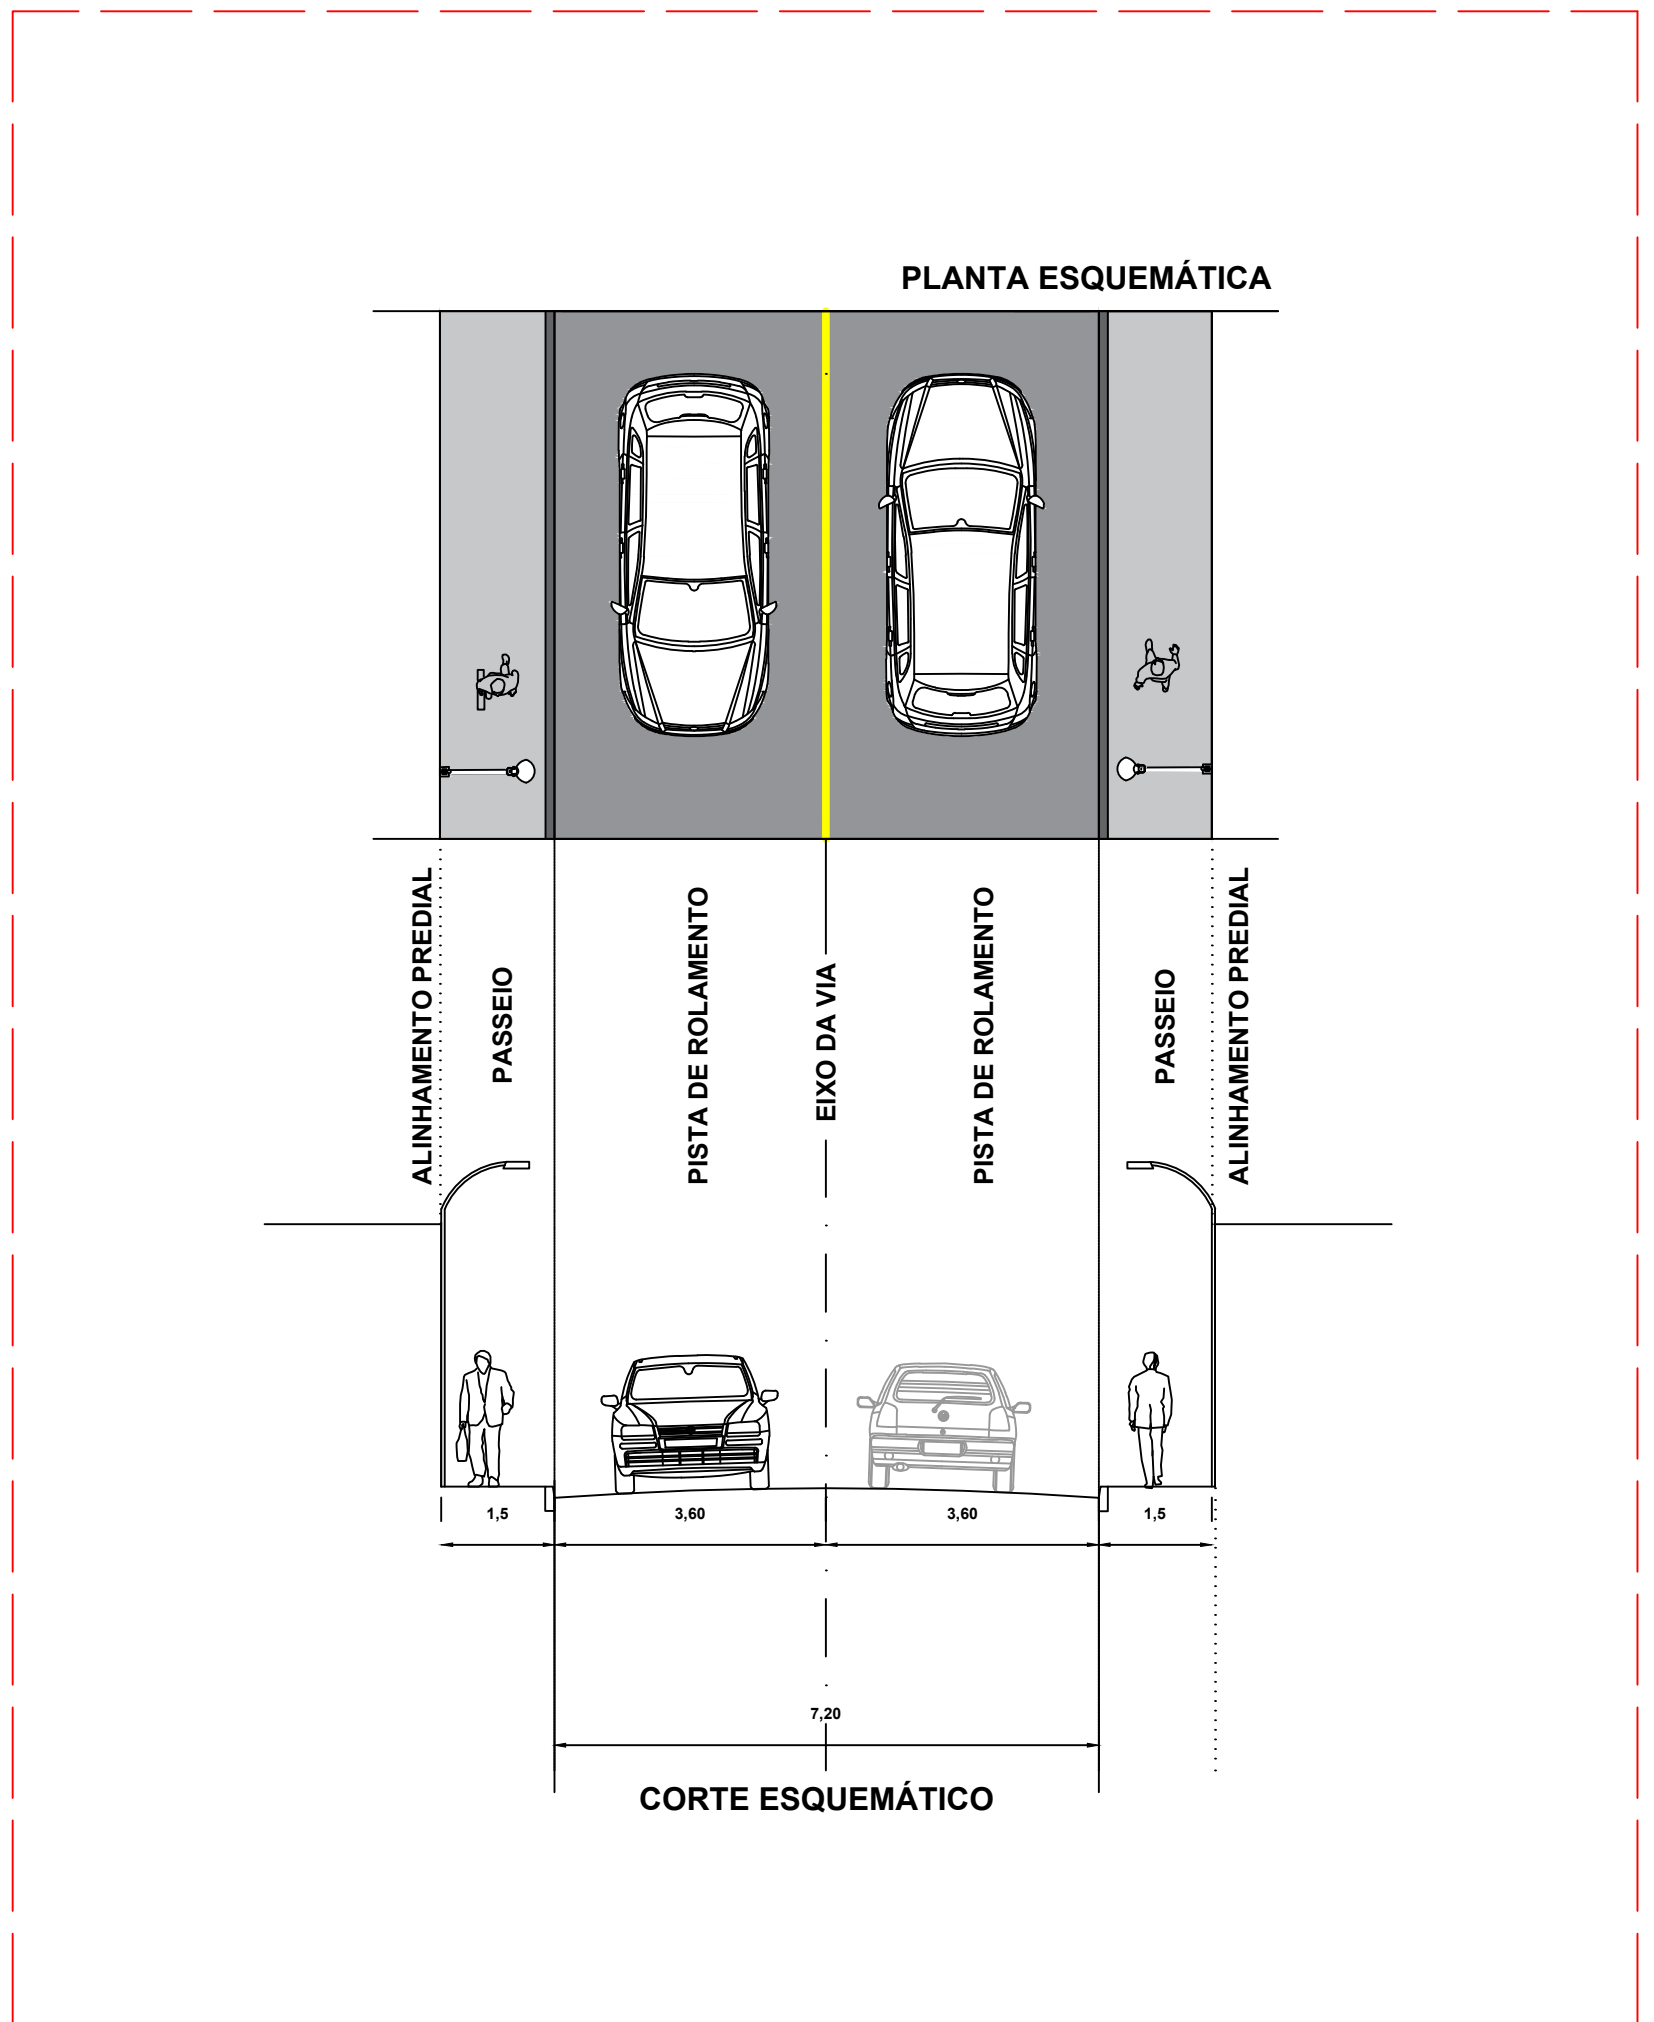 PLANTA ESQUEMÁTICA
ALINHAMENTO PREDIAL
PASSEIO
PISTA DE ROLAMENTO
EIXO DA VIA
PISTA DE ROLAMENTO
PASSEIO
ALINHAMENTO PREDIAL
1,5
3,60
3,60
1,5
7,20
CORTE ESQUEMÁTICO